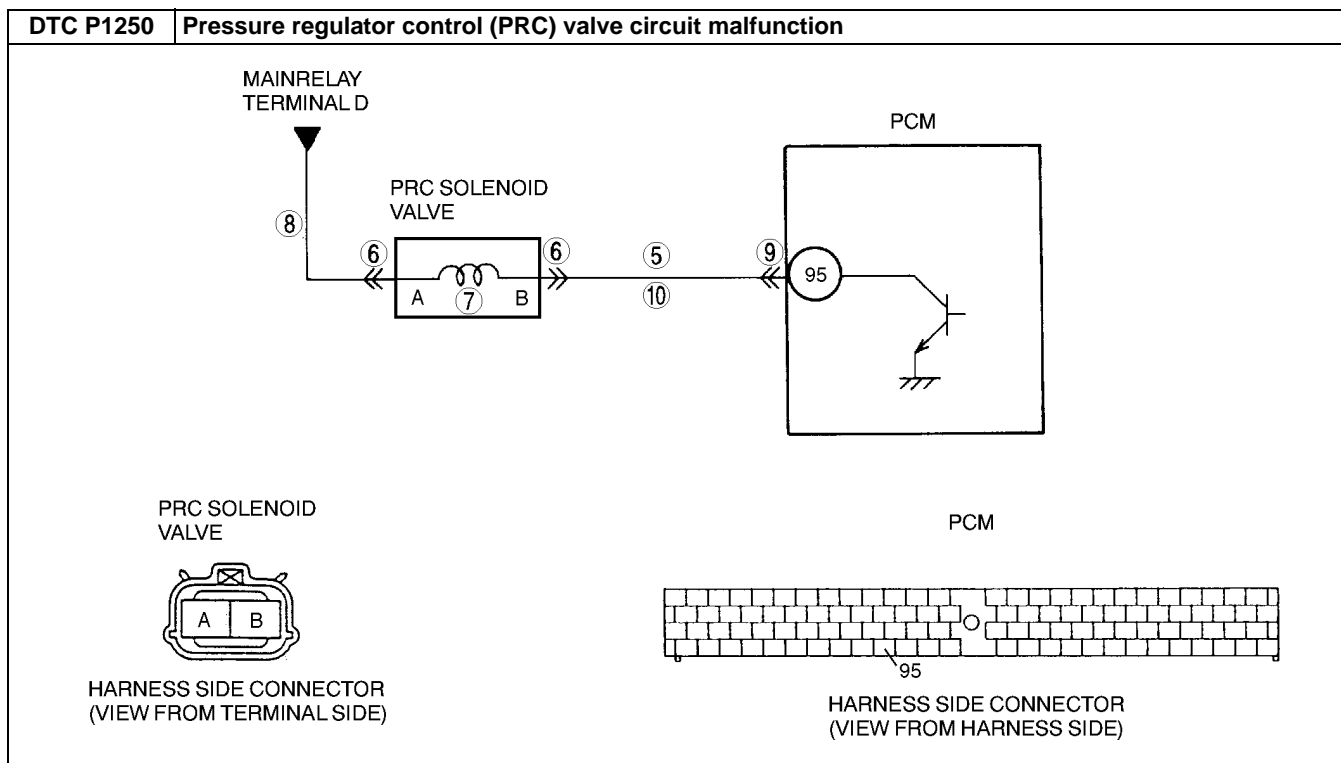 DTC P1250 Pressure regulator control (PRC) valve circuit malfunction
MAINRELAY
TERMINAL D
PCM
PRC SOLENOID
VALVE
8
6
6
5
9
95
A
7
B
10
PRC SOLENOID
VALVE
PCM
A B
95
HARNESS SIDE CONNECTOR
(VIEW FROM TERMINAL SIDE)
HARNESS SIDE CONNECTOR
(VIEW FROM HARNESS SIDE)